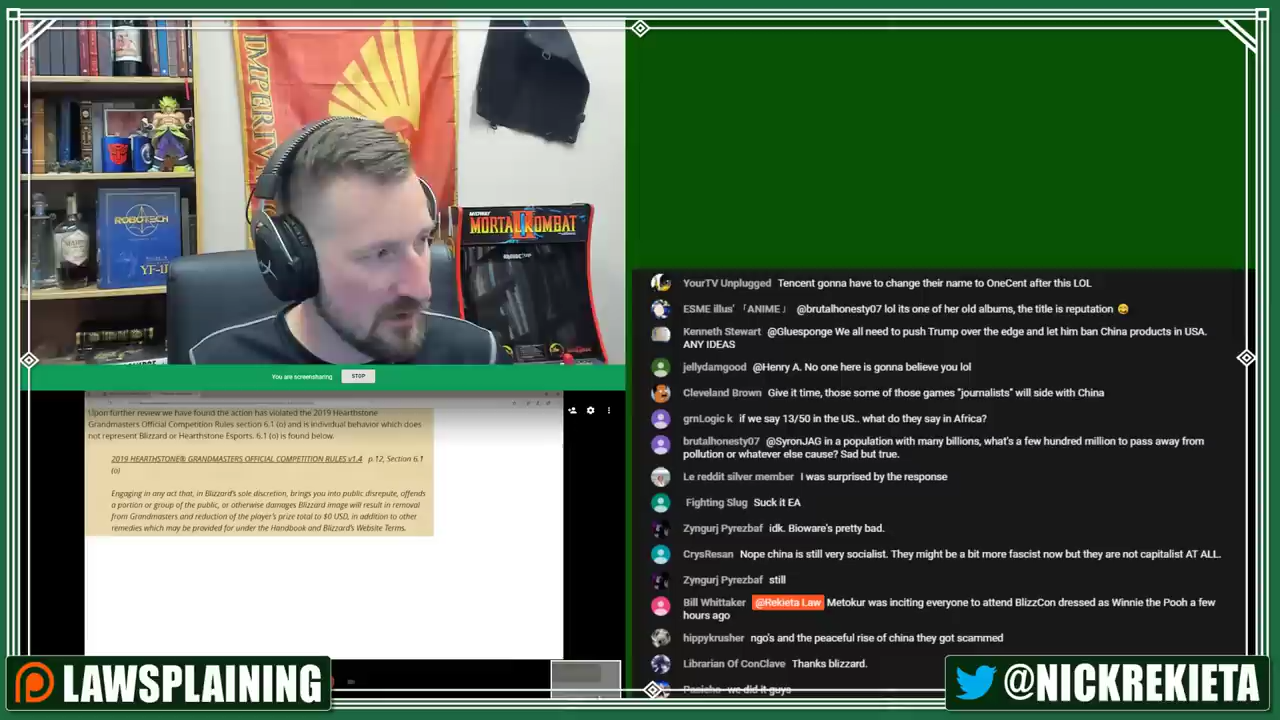 IMPERIVM
ROBOTECH
YF-1
MIDWAY
MORTAL KOMBAT
II
You are screensharing
STOP
Upon further review we have found the action has violated the 2019 Hearthstone
Grandmasters Official Competition Rules section 6.1 (o) and is individual behavior which does
not represent Blizzard or Hearthstone Esports. 6.1 (o) is found below.
2019 HEARTHSTONE® GRANDMASTERS OFFICIAL COMPETITION RULES v1.4 p.12, Section 6.1
(o)
Engaging in any act that, in Blizzard's sole discretion, brings you into public disrepute, offends
a portion or group of the public, or otherwise damages Blizzard image will result in removal
from Grandmasters and reduction of the player's prize total to $0 USD, in addition to other
remedies which may be provided for under the Handbook and Blizzard's Website Terms.
YourTV Unplugged Tencent gonna have to change their name to OneCent after this LOL
ESME illus' 「ANIME」 @brutalhonesty07 lol its one of her old albums, the title is reputation 😅
Kenneth Stewart @Gluesponge We all need to push Trump over the edge and let him ban China products in USA.
ANY IDEAS
jellydamgood @Henry A. No one here is gonna believe you lol
Cleveland Brown Give it time, those some of those games "journalists" will side with China
grnLogic k if we say 13/50 in the US.. what do they say in Africa?
brutalhonesty07 @SyronJAG in a population with many billions, what's a few hundred million to pass away from
pollution or whatever else cause? Sad but true.
Le reddit silver member I was surprised by the response
Fighting Slug Suck it EA
Zyngurj Pyrezbaf idk. Bioware's pretty bad.
CrysResan Nope china is still very socialist. They might be a bit more fascist now but they are not capitalist AT ALL.
Zyngurj Pyrezbaf still
Bill Whittaker @Rekieta Law Metokur was inciting everyone to attend BlizzCon dressed as Winnie the Pooh a few
hours ago
hippykrusher ngo's and the peaceful rise of china they got scammed
Librarian Of ConClave Thanks blizzard.
we did it guys
LAWSPLAINING
@NICKREKIETA